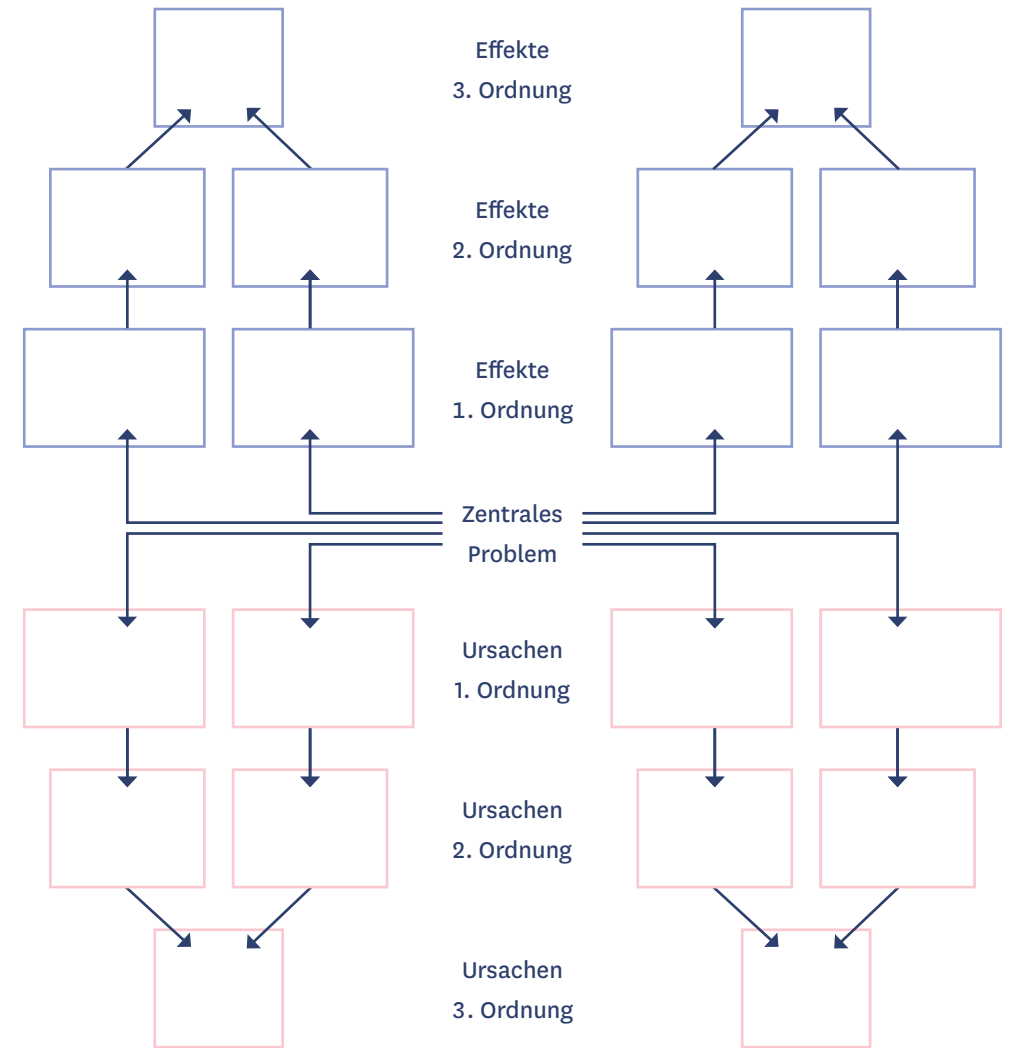 Effekte
3. Ordnung
Effekte
2. Ordnung
Effekte
1. Ordnung
Zentrales
Problem
Ursachen
1. Ordnung
Ursachen
2. Ordnung
Ursachen
3. Ordnung